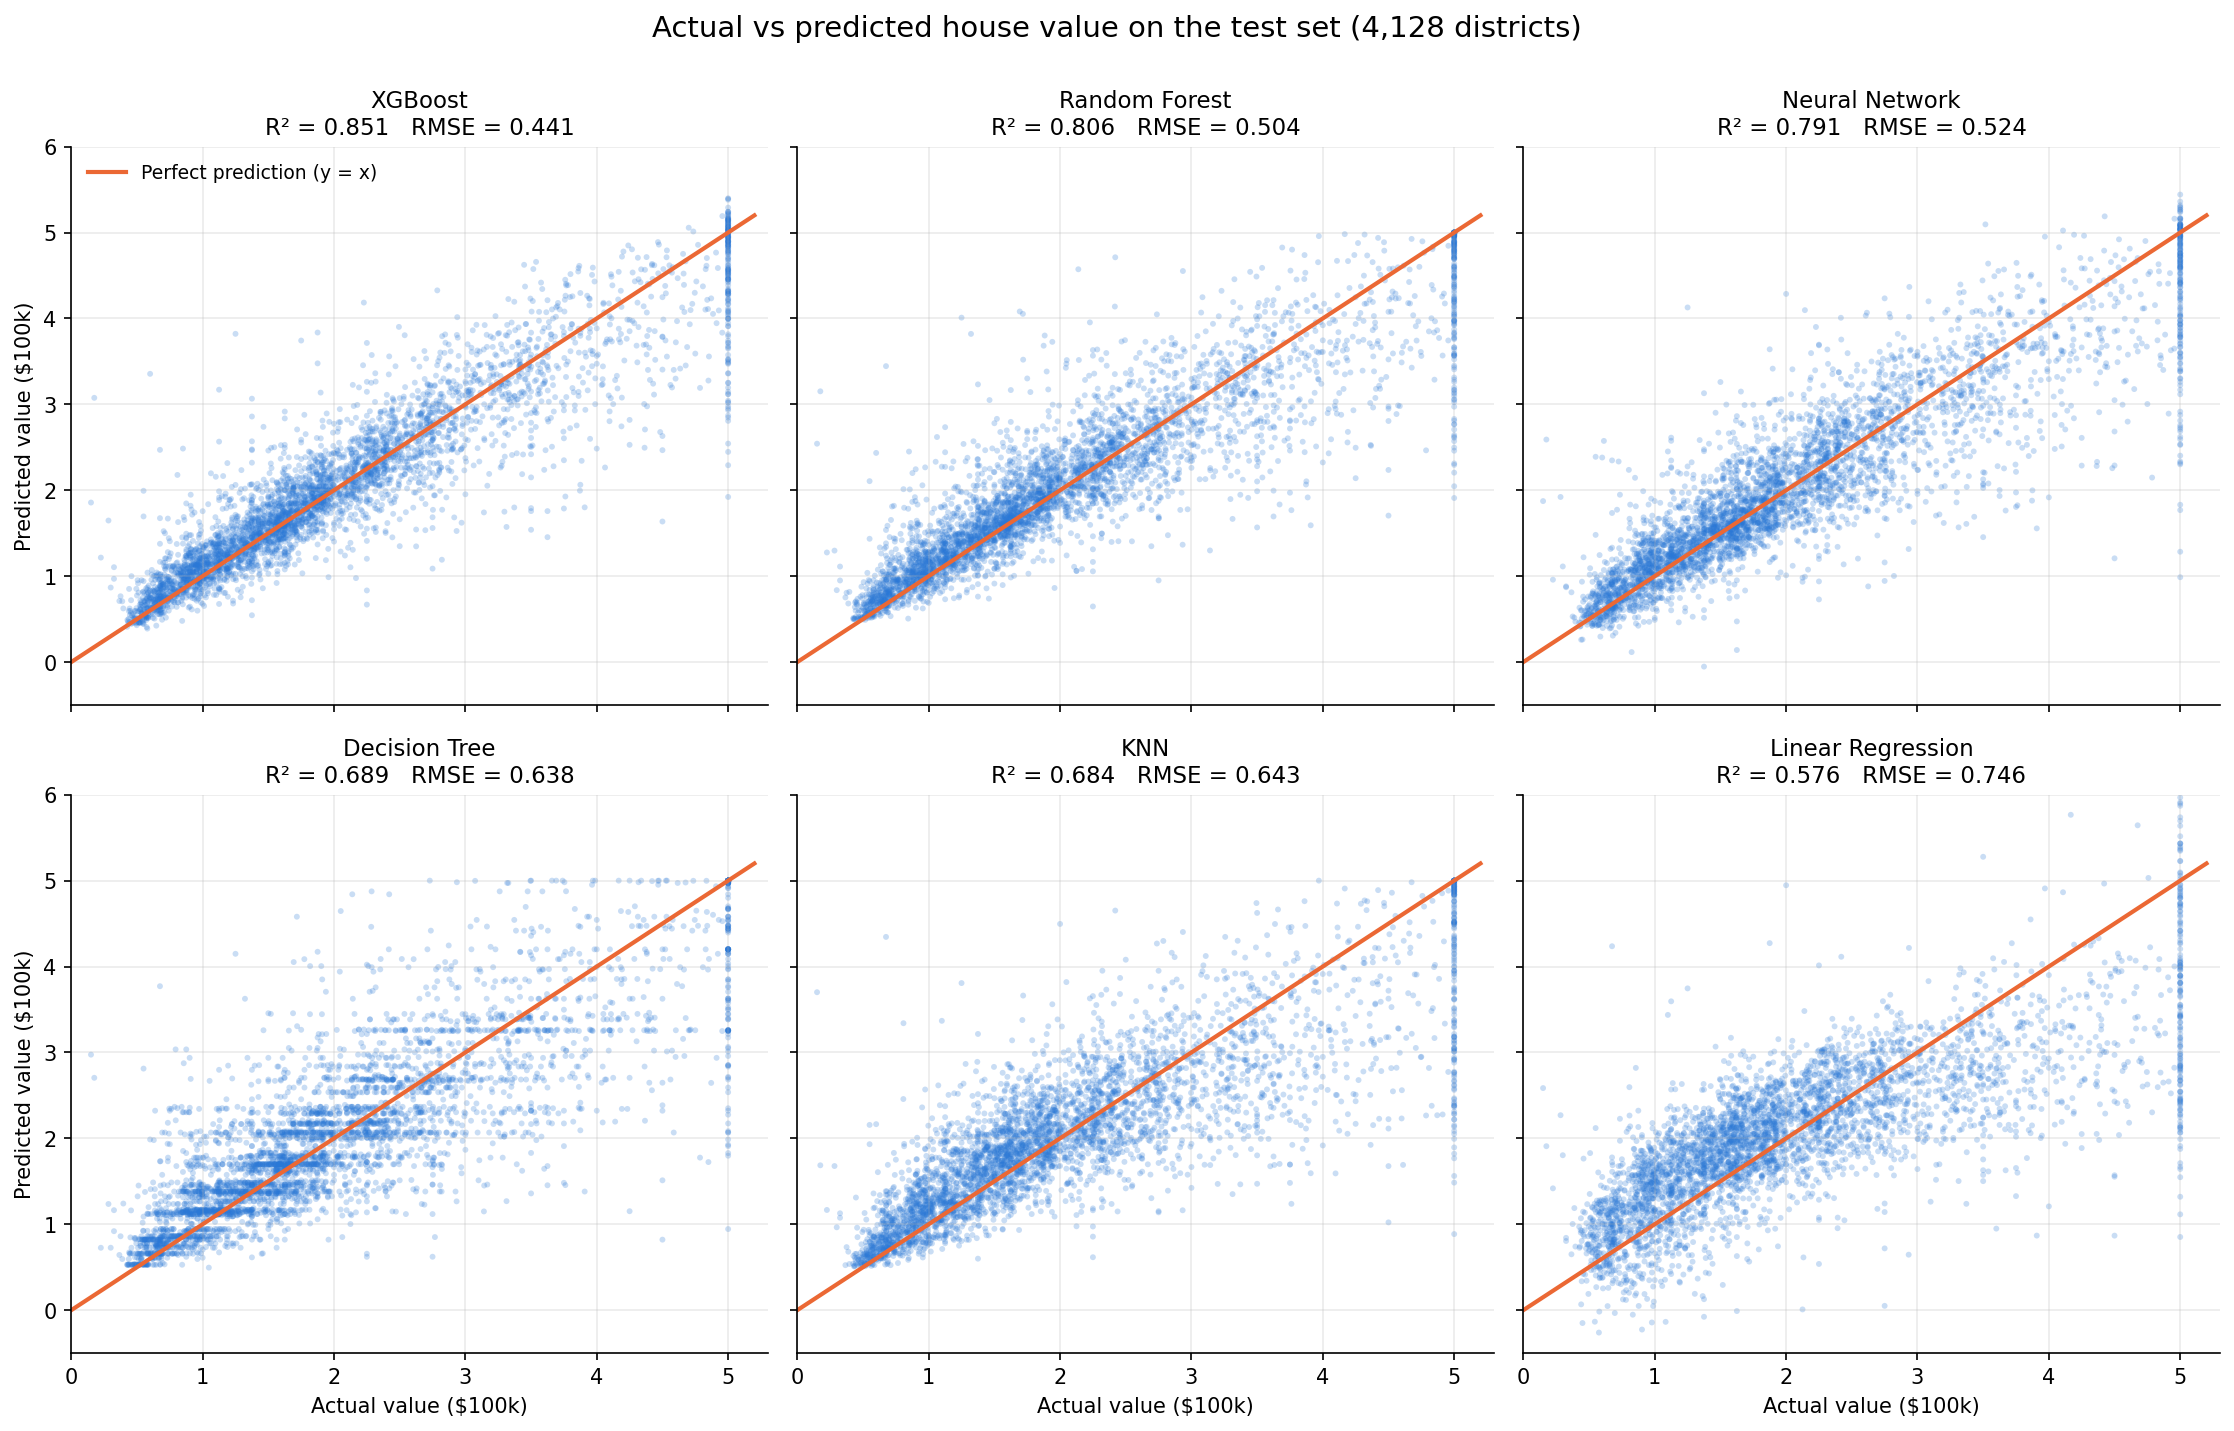 Actual vs predicted house value on the test set (4,128 districts)
XGBoost
R² = 0.851   RMSE = 0.441
Random Forest
R² = 0.806   RMSE = 0.504
Neural Network
R² = 0.791   RMSE = 0.524
Perfect prediction (y = x)
Predicted value ($100k)
6
5
4
3
2
1
0
Decision Tree
R² = 0.689   RMSE = 0.638
KNN
R² = 0.684   RMSE = 0.643
Linear Regression
R² = 0.576   RMSE = 0.746
Predicted value ($100k)
6
5
4
3
2
1
0
0 1 2 3 4 5
0 1 2 3 4 5
0 1 2 3 4 5
Actual value ($100k)
Actual value ($100k)
Actual value ($100k)